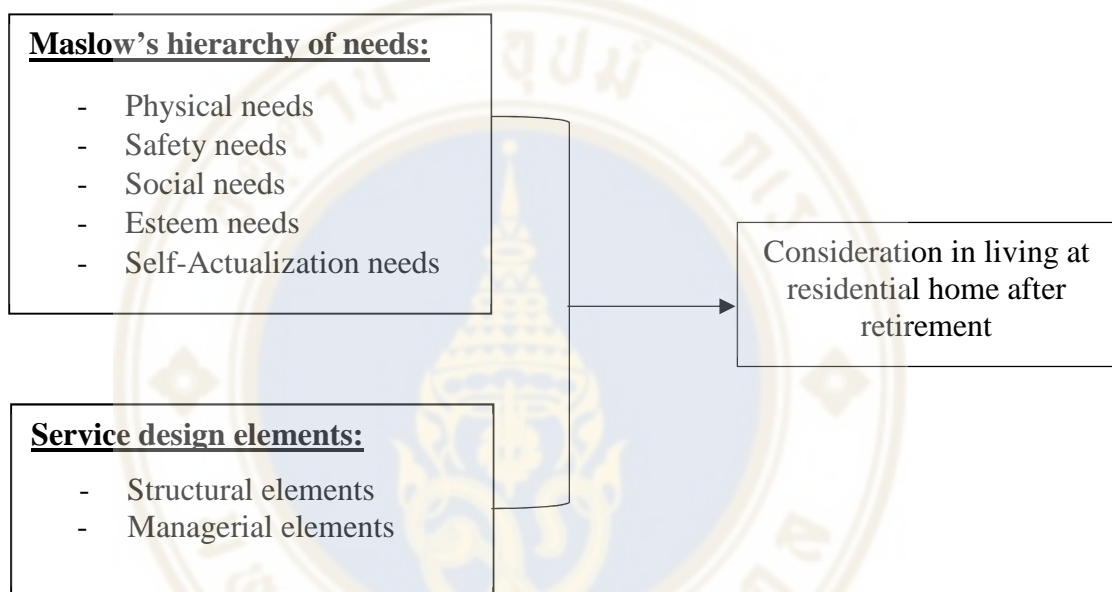 Maslow's hierarchy of needs:
- Physical needs
- Safety needs
- Social needs
- Esteem needs
- Self-Actualization needs
Service design elements:
- Structural elements
- Managerial elements
Consideration in living at
residential home after
retirement